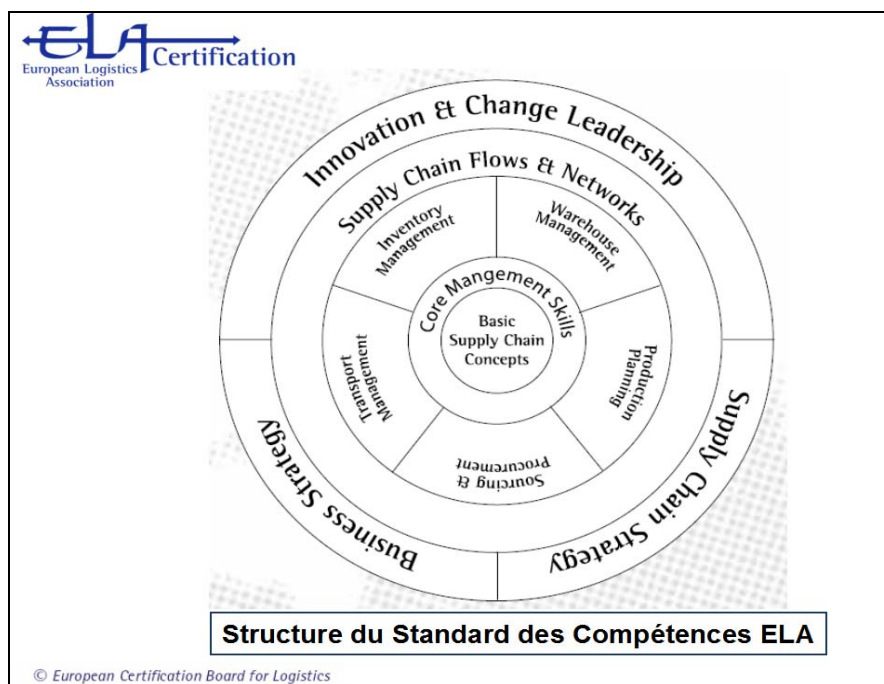 ELA Certification
European Logistics
Association
Innovation & Change Leadership
Supply Chain Flows & Networks
Inventory
Management
Warehouse
Management
Core Mangement Skills
Basic
Supply Chain
Concepts
Transport
Management
Production
Planning
Sourcing &
Procurement
Business Strategy
Supply Chain Strategy
Structure du Standard des Compétences ELA
© European Certification Board for Logistics